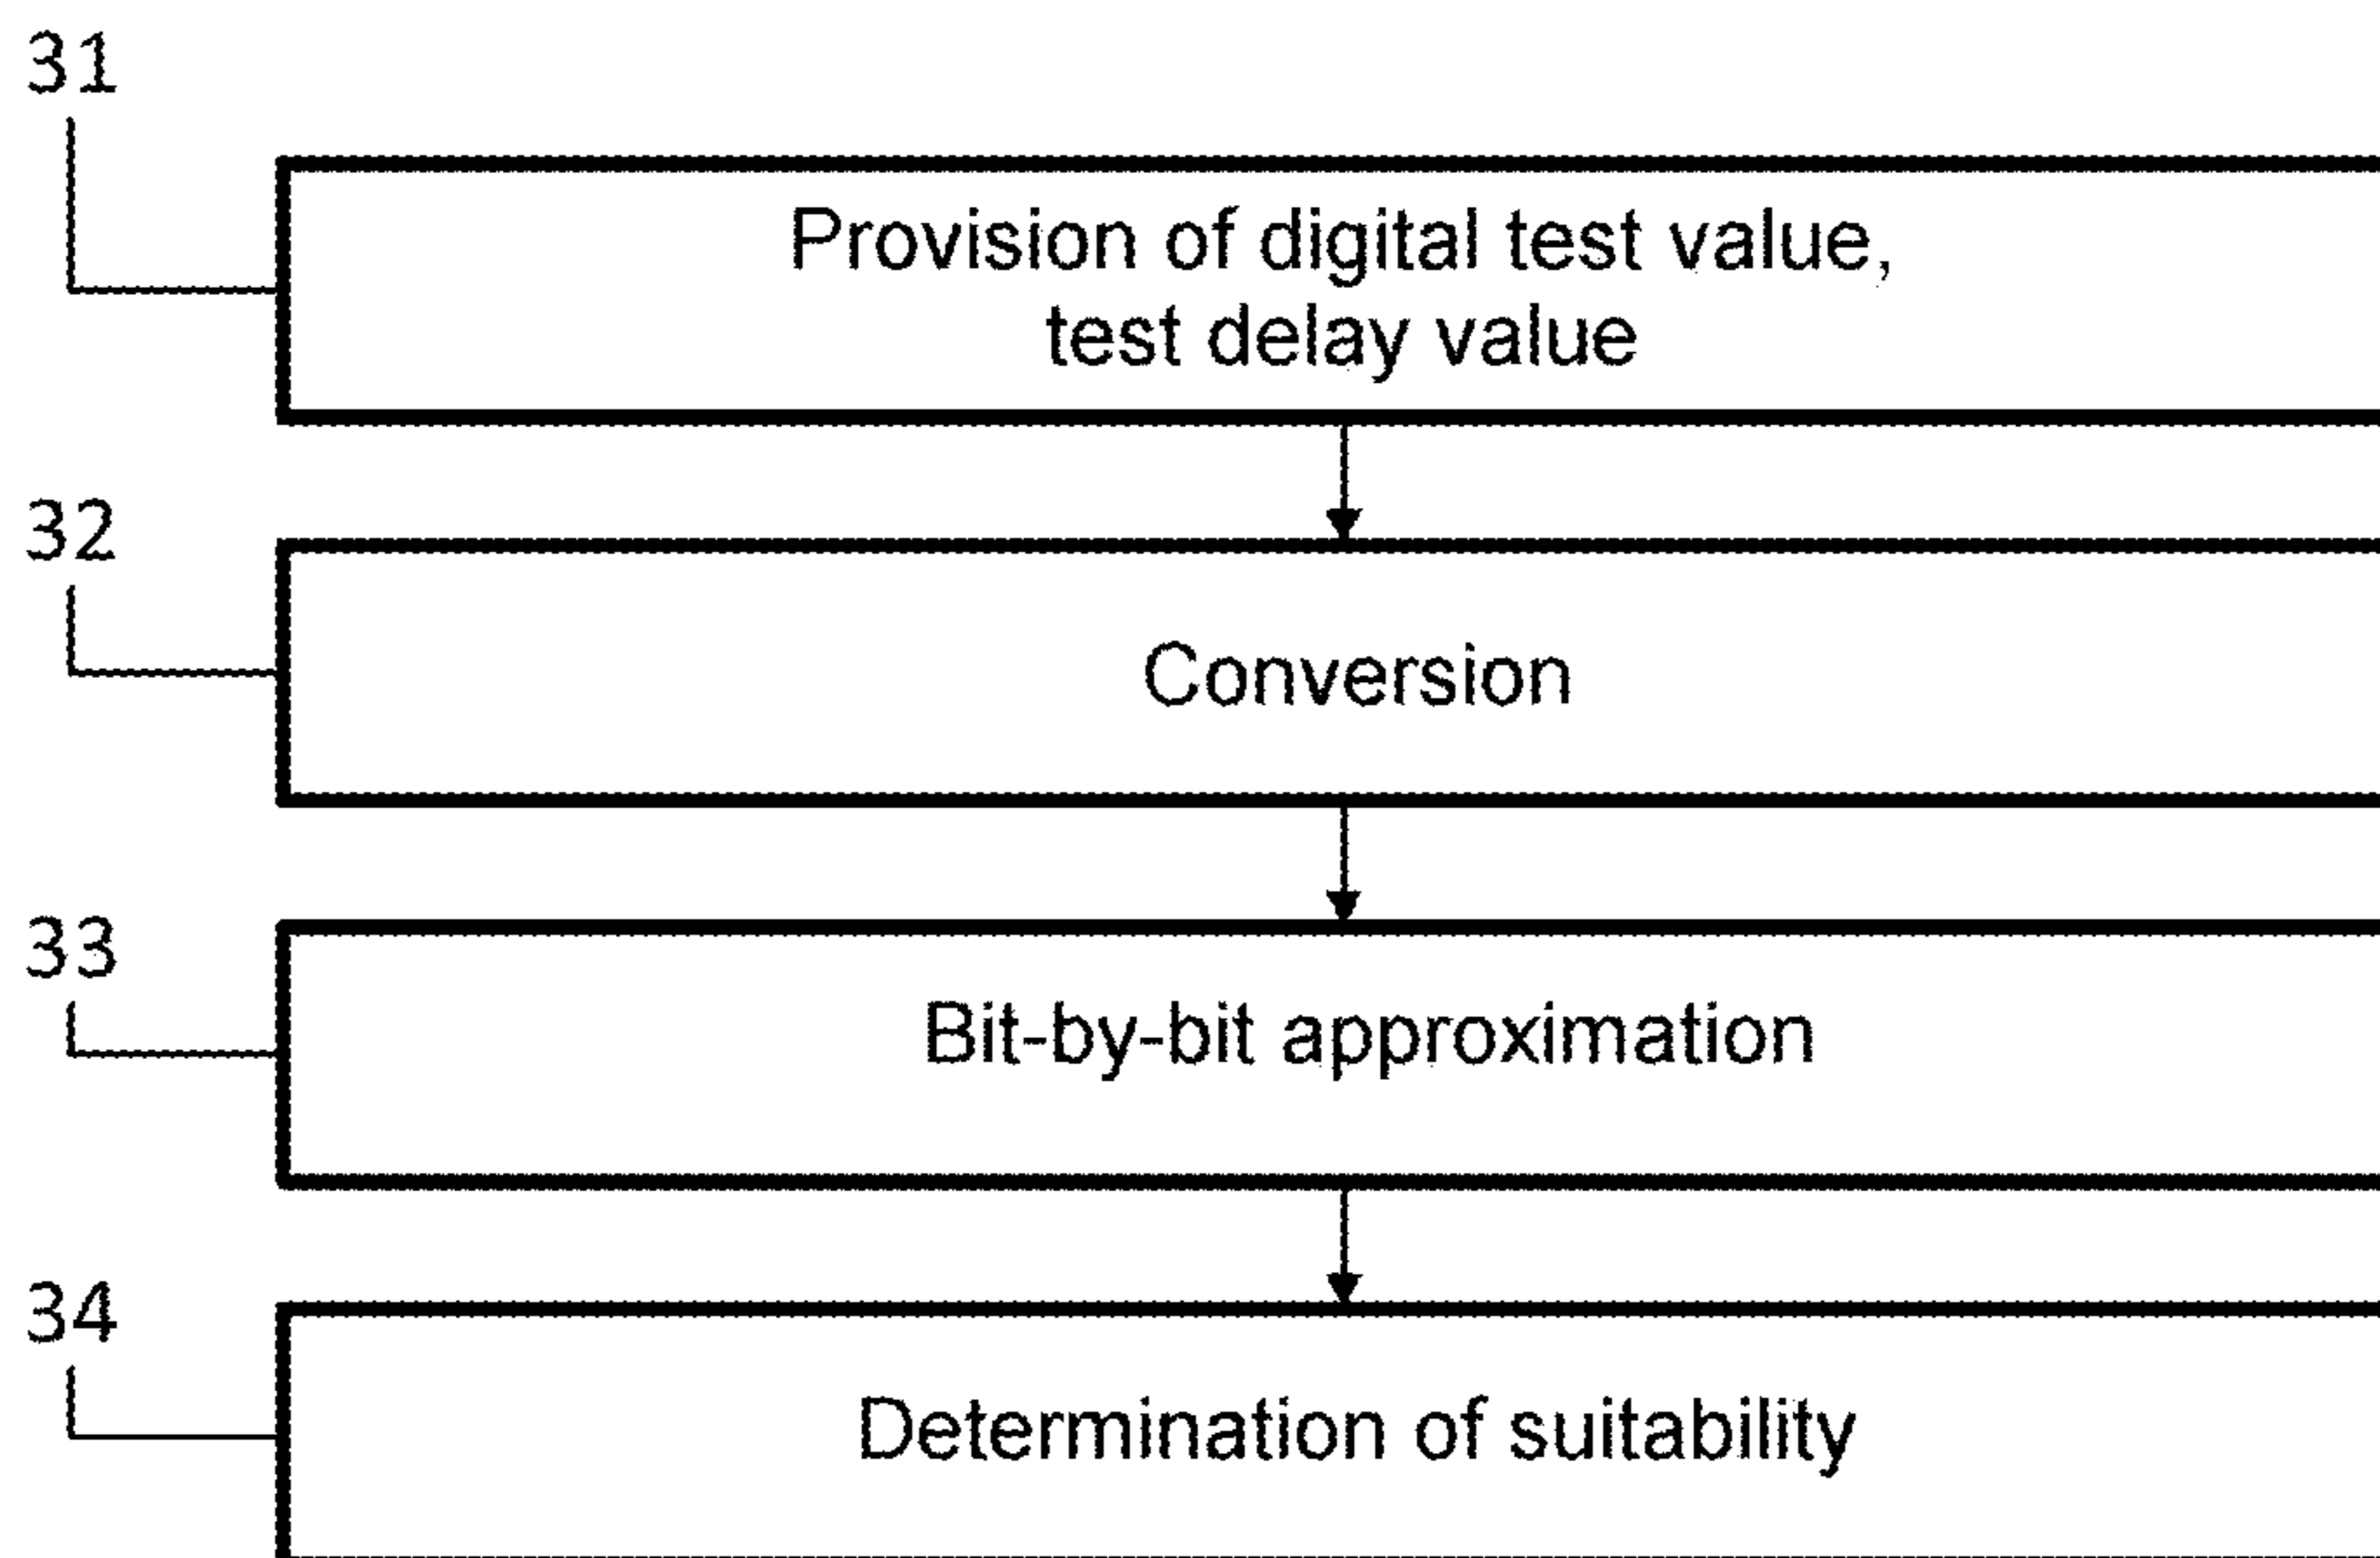 31
Provision of digital test value,
test delay value
32
Conversion
33
Bit-by-bit approximation
34
Determination of suitability